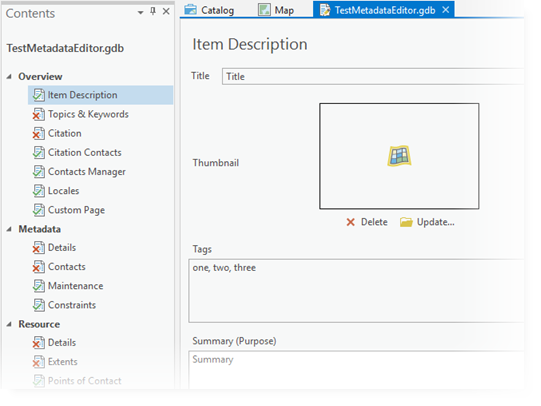 Contents
TestMetadataEditor.gdb
Overview
Item Description
Topics & Keywords
Citation
Citation Contacts
Contacts Manager
Locales
Custom Page
Metadata
Details
Contacts
Maintenance
Constraints
Resource
Details
Extents
Points of Contact
Catalog Map TestMetadataEditor.gdb
Item Description
Title Title
Thumbnail
Delete Update...
Tags
one, two, three
Summary (Purpose)
Summary